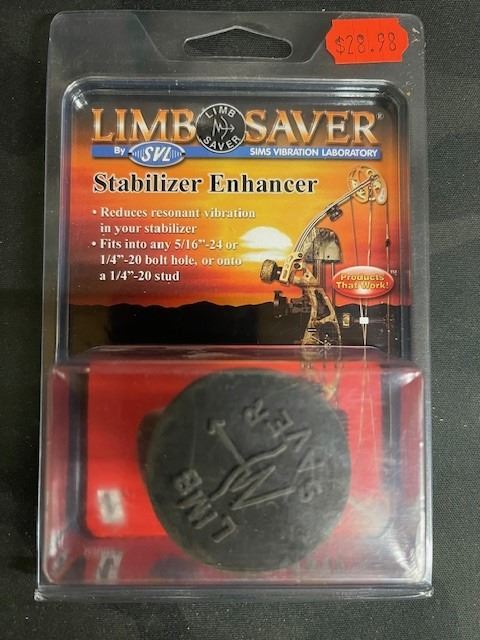 $28.98
LIMB SAVER®
LIMB SAVER
By SVL SIMS VIBRATION LABORATORY
Stabilizer Enhancer
• Reduces resonant vibration
in your stabilizer
• Fits into any 5/16"-24 or
1/4"-20 bolt hole, or onto
a 1/4"-20 stud
Products
That Work!™
LIMB SAVER